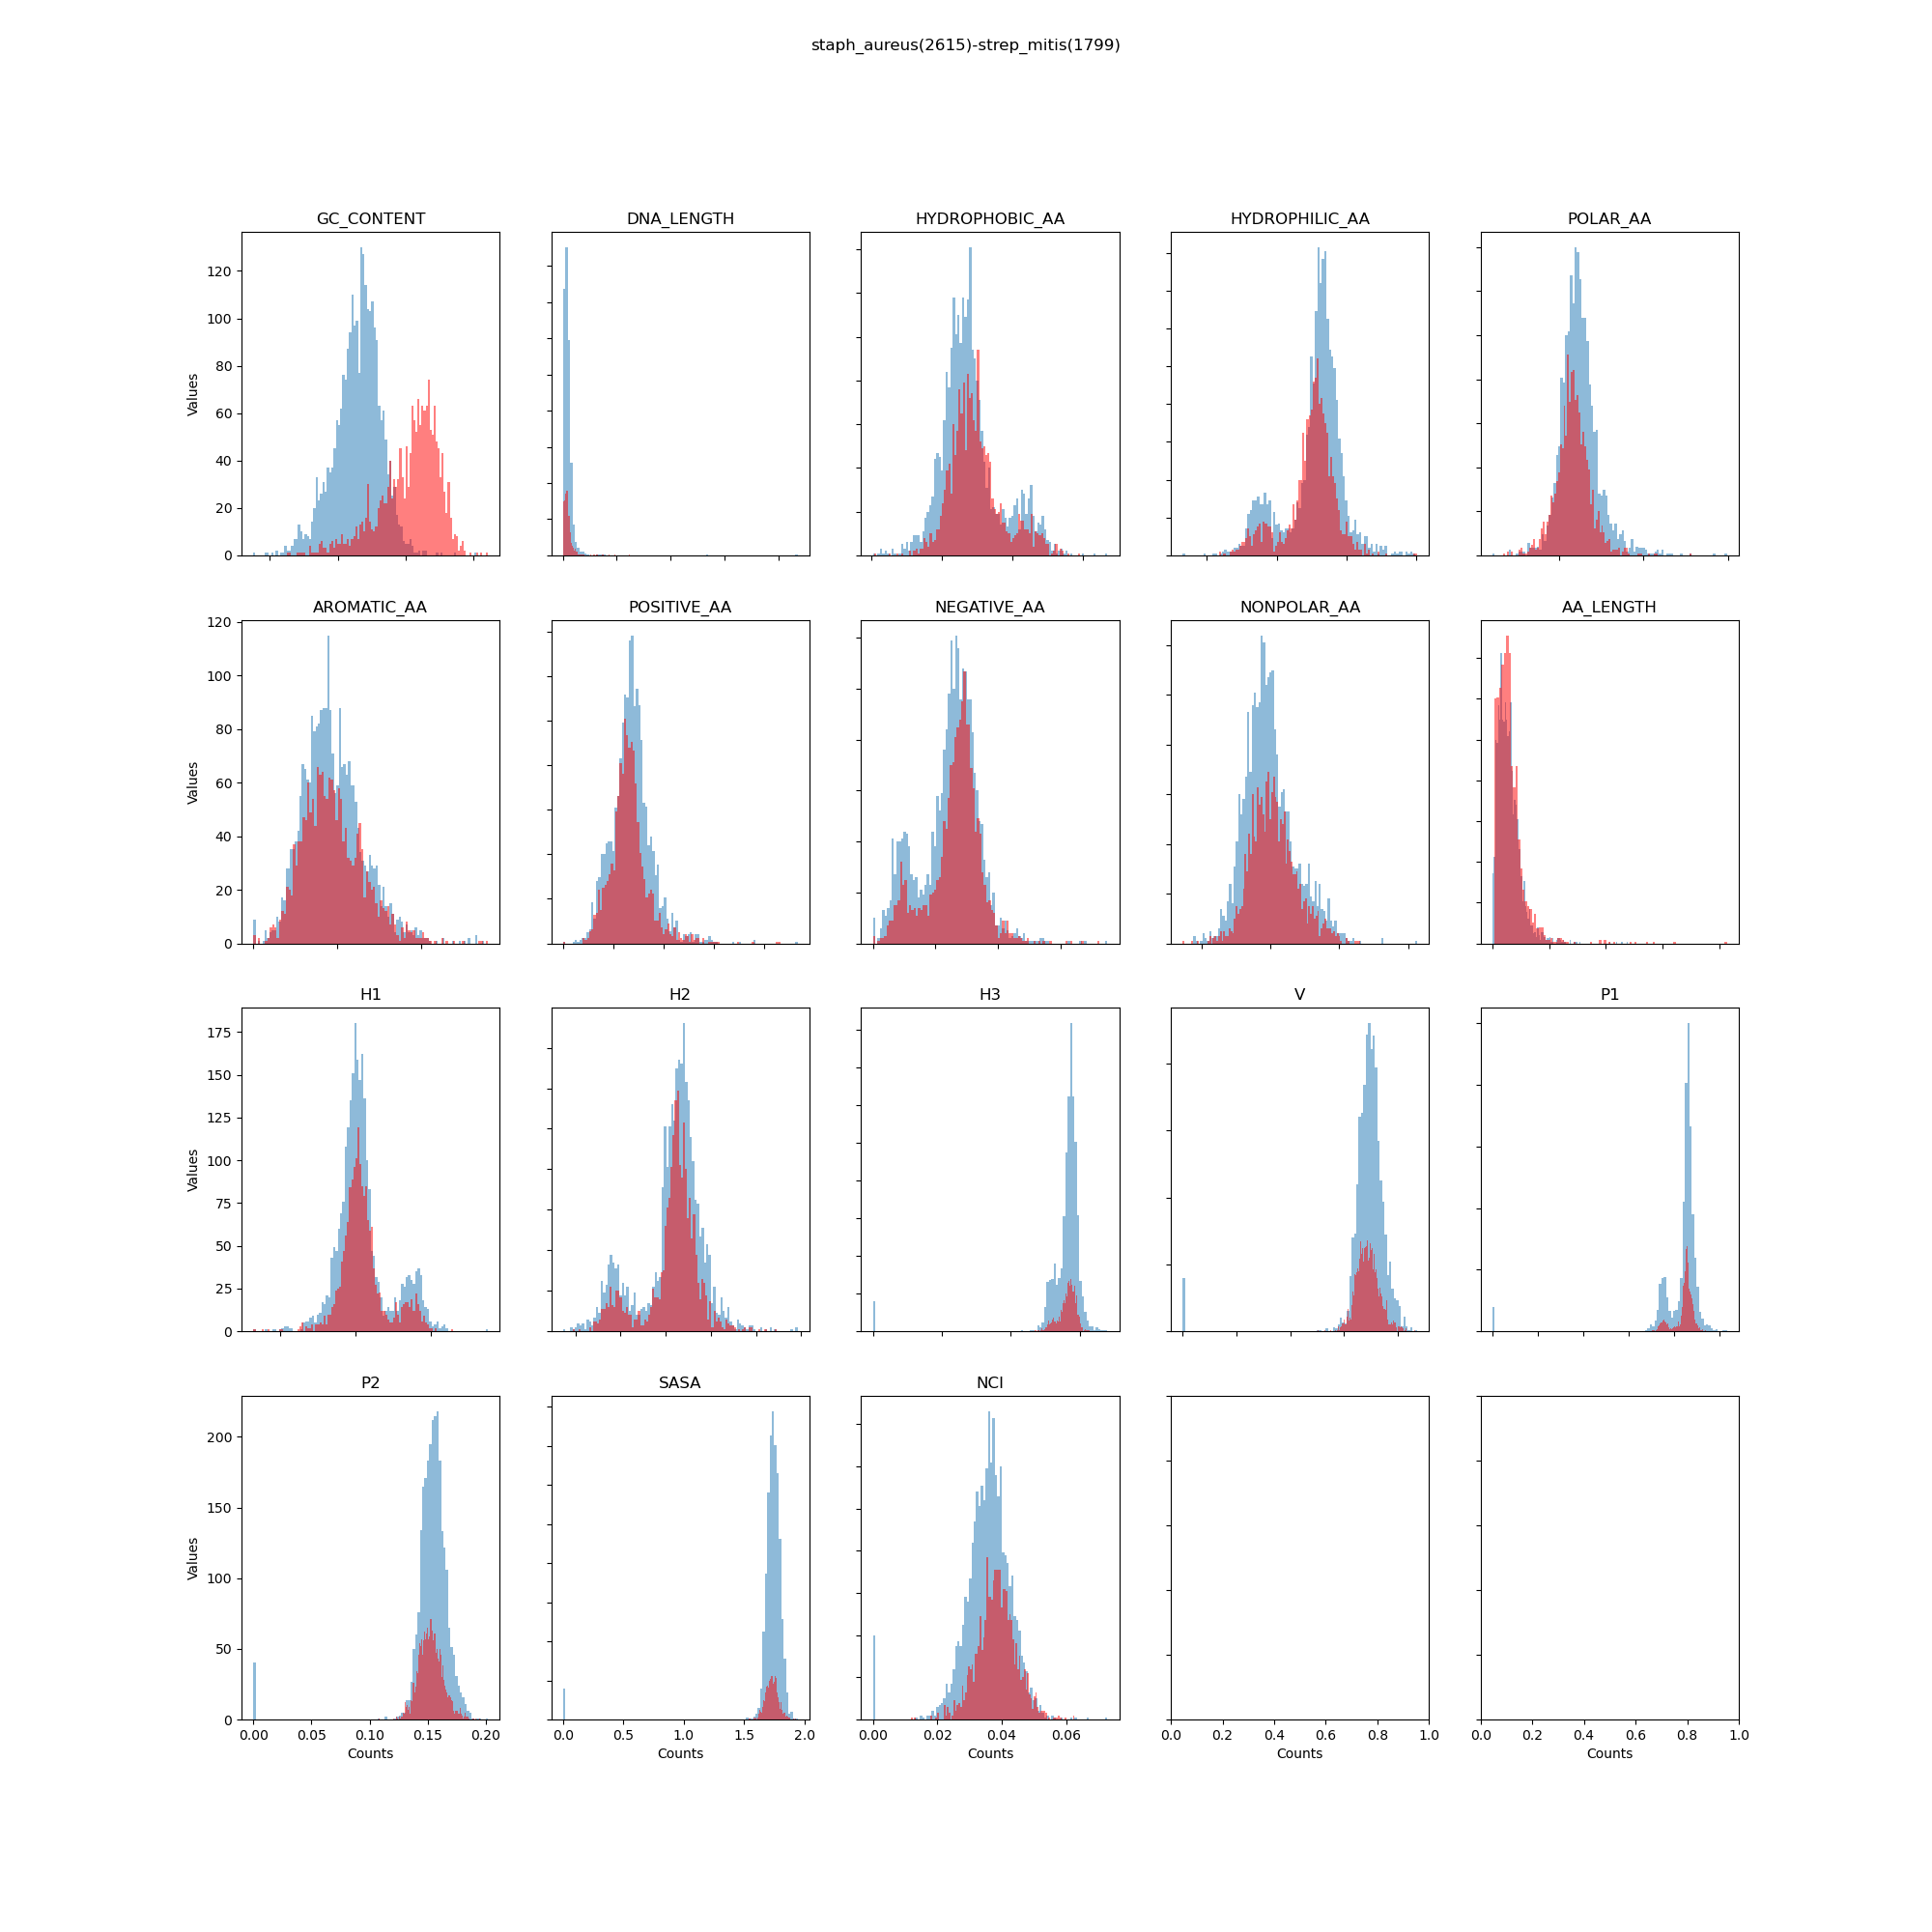 staph_aureus(2615)-strep_mitis(1799)
GC_CONTENT DNA_LENGTH HYDROPHOBIC_AA HYDROPHILIC_AA POLAR_AA
120
100
80
60
40
20
0
Values
AROMATIC_AA POSITIVE_AA NEGATIVE_AA NONPOLAR_AA AA_LENGTH
120
100
80
60
40
20
0
Values
H1 H2 H3 V P1
175
150
125
100
75
50
25
0
Values
P2 SASA NCI
200
150
100
50
0
Values
0.00 0.05 0.10 0.15 0.20 0.0 0.5 1.0 1.5 2.0 0.00 0.02 0.04 0.06 0.0 0.2 0.4 0.6 0.8 1.0 0.0 0.2 0.4 0.6 0.8 1.0
Counts Counts Counts Counts Counts